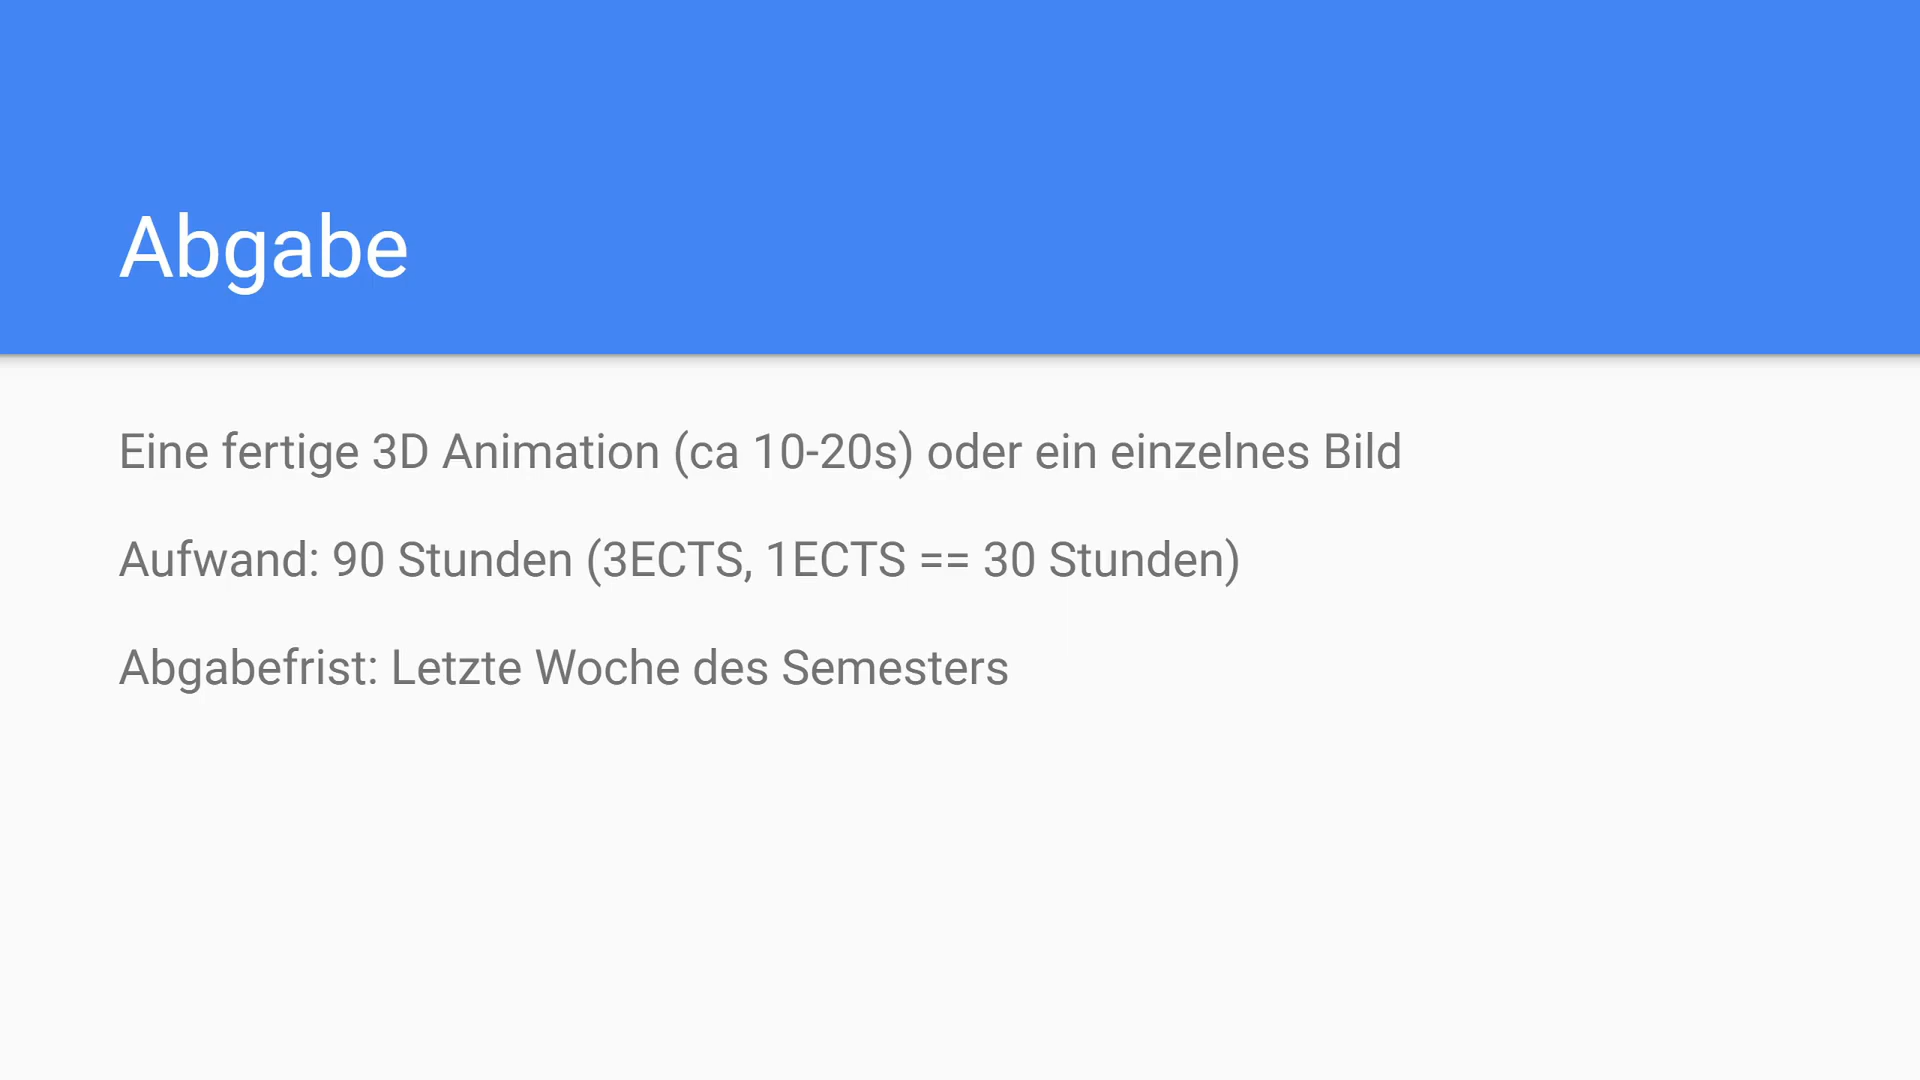 Abgabe
Eine fertige 3D Animation (ca 10-20s) oder ein einzelnes Bild
Aufwand: 90 Stunden (3ECTS, 1ECTS == 30 Stunden)
Abgabefrist: Letzte Woche des Semesters